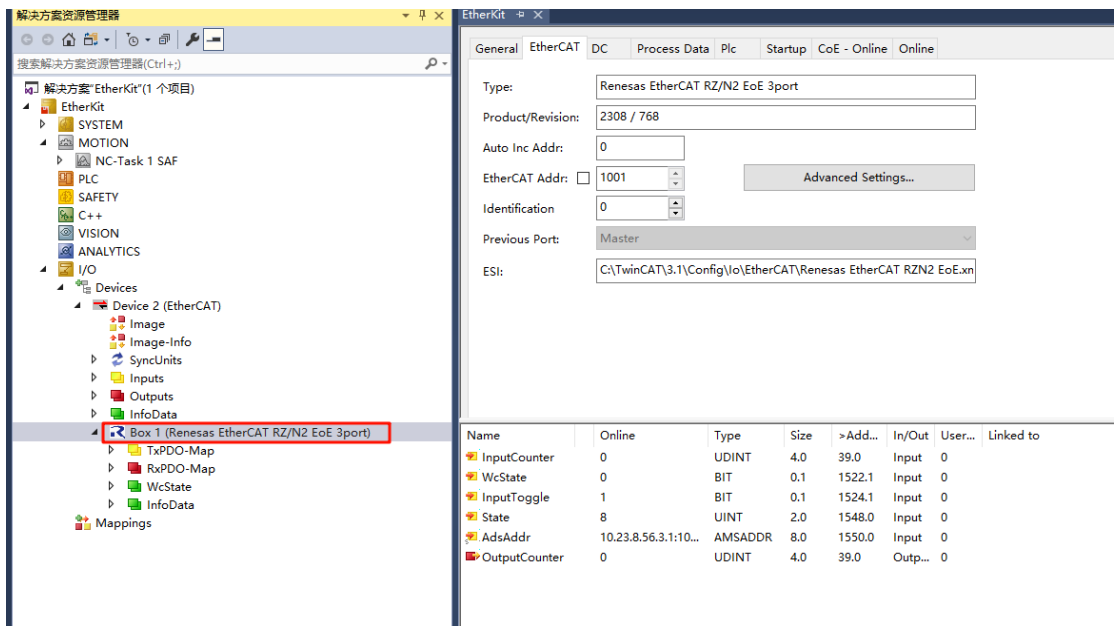 解决方案资源管理器
搜索解决方案资源管理器(Ctrl+;)
解决方案"EtherKit"(1 个项目)
EtherKit
SYSTEM
MOTION
NC-Task 1 SAF
PLC
SAFETY
C++
VISION
ANALYTICS
I/O
Devices
Device 2 (EtherCAT)
Image
Image-Info
SyncUnits
Inputs
Outputs
InfoData
Box 1 (Renesas EtherCAT RZ/N2 EoE 3port)
TxPDO-Map
RxPDO-Map
WcState
InfoData
Mappings
EtherKit
General EtherCAT DC Process Data Plc Startup CoE - Online Online
Type: Renesas EtherCAT RZ/N2 EoE 3port
Product/Revision: 2308 / 768
Auto Inc Addr: 0
EtherCAT Addr: 1001 Advanced Settings...
Identification 0
Previous Port: Master
ESI: C:\TwinCAT\3.1\Config\Io\EtherCAT\Renesas EtherCAT RZN2 EoE.xn
Name Online Type Size >Add... In/Out User... Linked to
InputCounter 0 UDINT 4.0 39.0 Input 0
WcState 0 BIT 0.1 1522.1 Input 0
InputToggle 1 BIT 0.1 1524.1 Input 0
State 8 UINT 2.0 1548.0 Input 0
AdsAddr 10.23.8.56.3.1:10... AMSADDR 8.0 1550.0 Input 0
OutputCounter 0 UDINT 4.0 39.0 Outp... 0